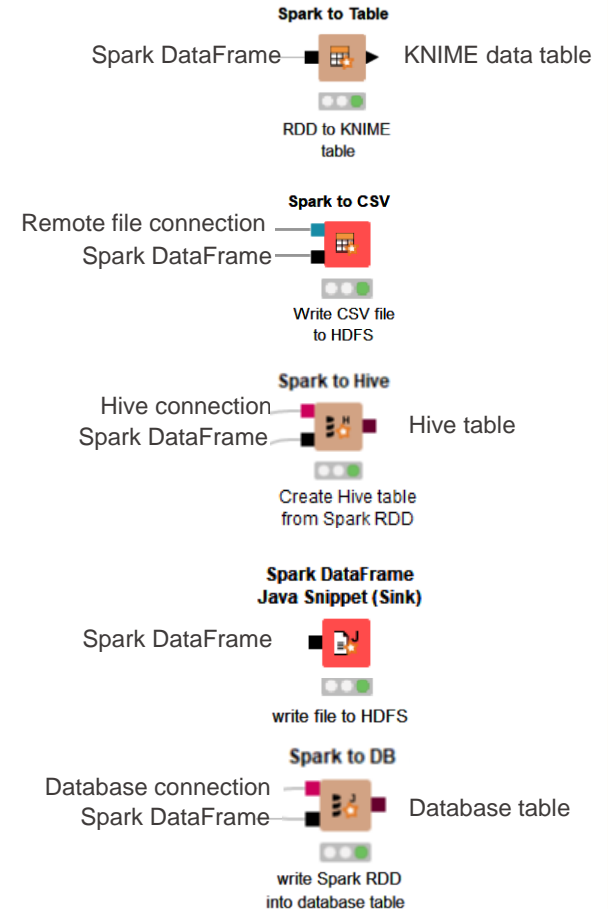 Spark to Table
Spark DataFrame
KNIME data table
RDD to KNIME
table
Spark to CSV
Remote file connection
Spark DataFrame
Write CSV file
to HDFS
Spark to Hive
Hive connection
Spark DataFrame
Hive table
H
Create Hive table
from Spark RDD
Spark DataFrame
Java Snippet (Sink)
Spark DataFrame
J
write file to HDFS
Spark to DB
Database connection
Spark DataFrame
J
Database table
write Spark RDD
into database table